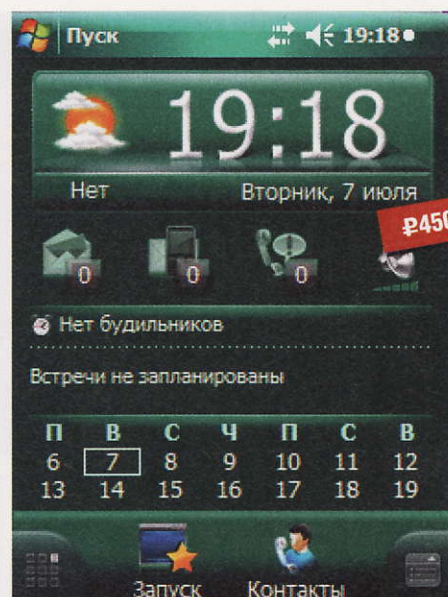 Пуск 19:18
19:18
Нет Вторник, 7 июля
₽450
0 0 0
Нет будильников
Встречи не запланированы
П В С Ч П С В
6 7 8 9 10 11 12
13 14 15 16 17 18 19
Запуск Контакты